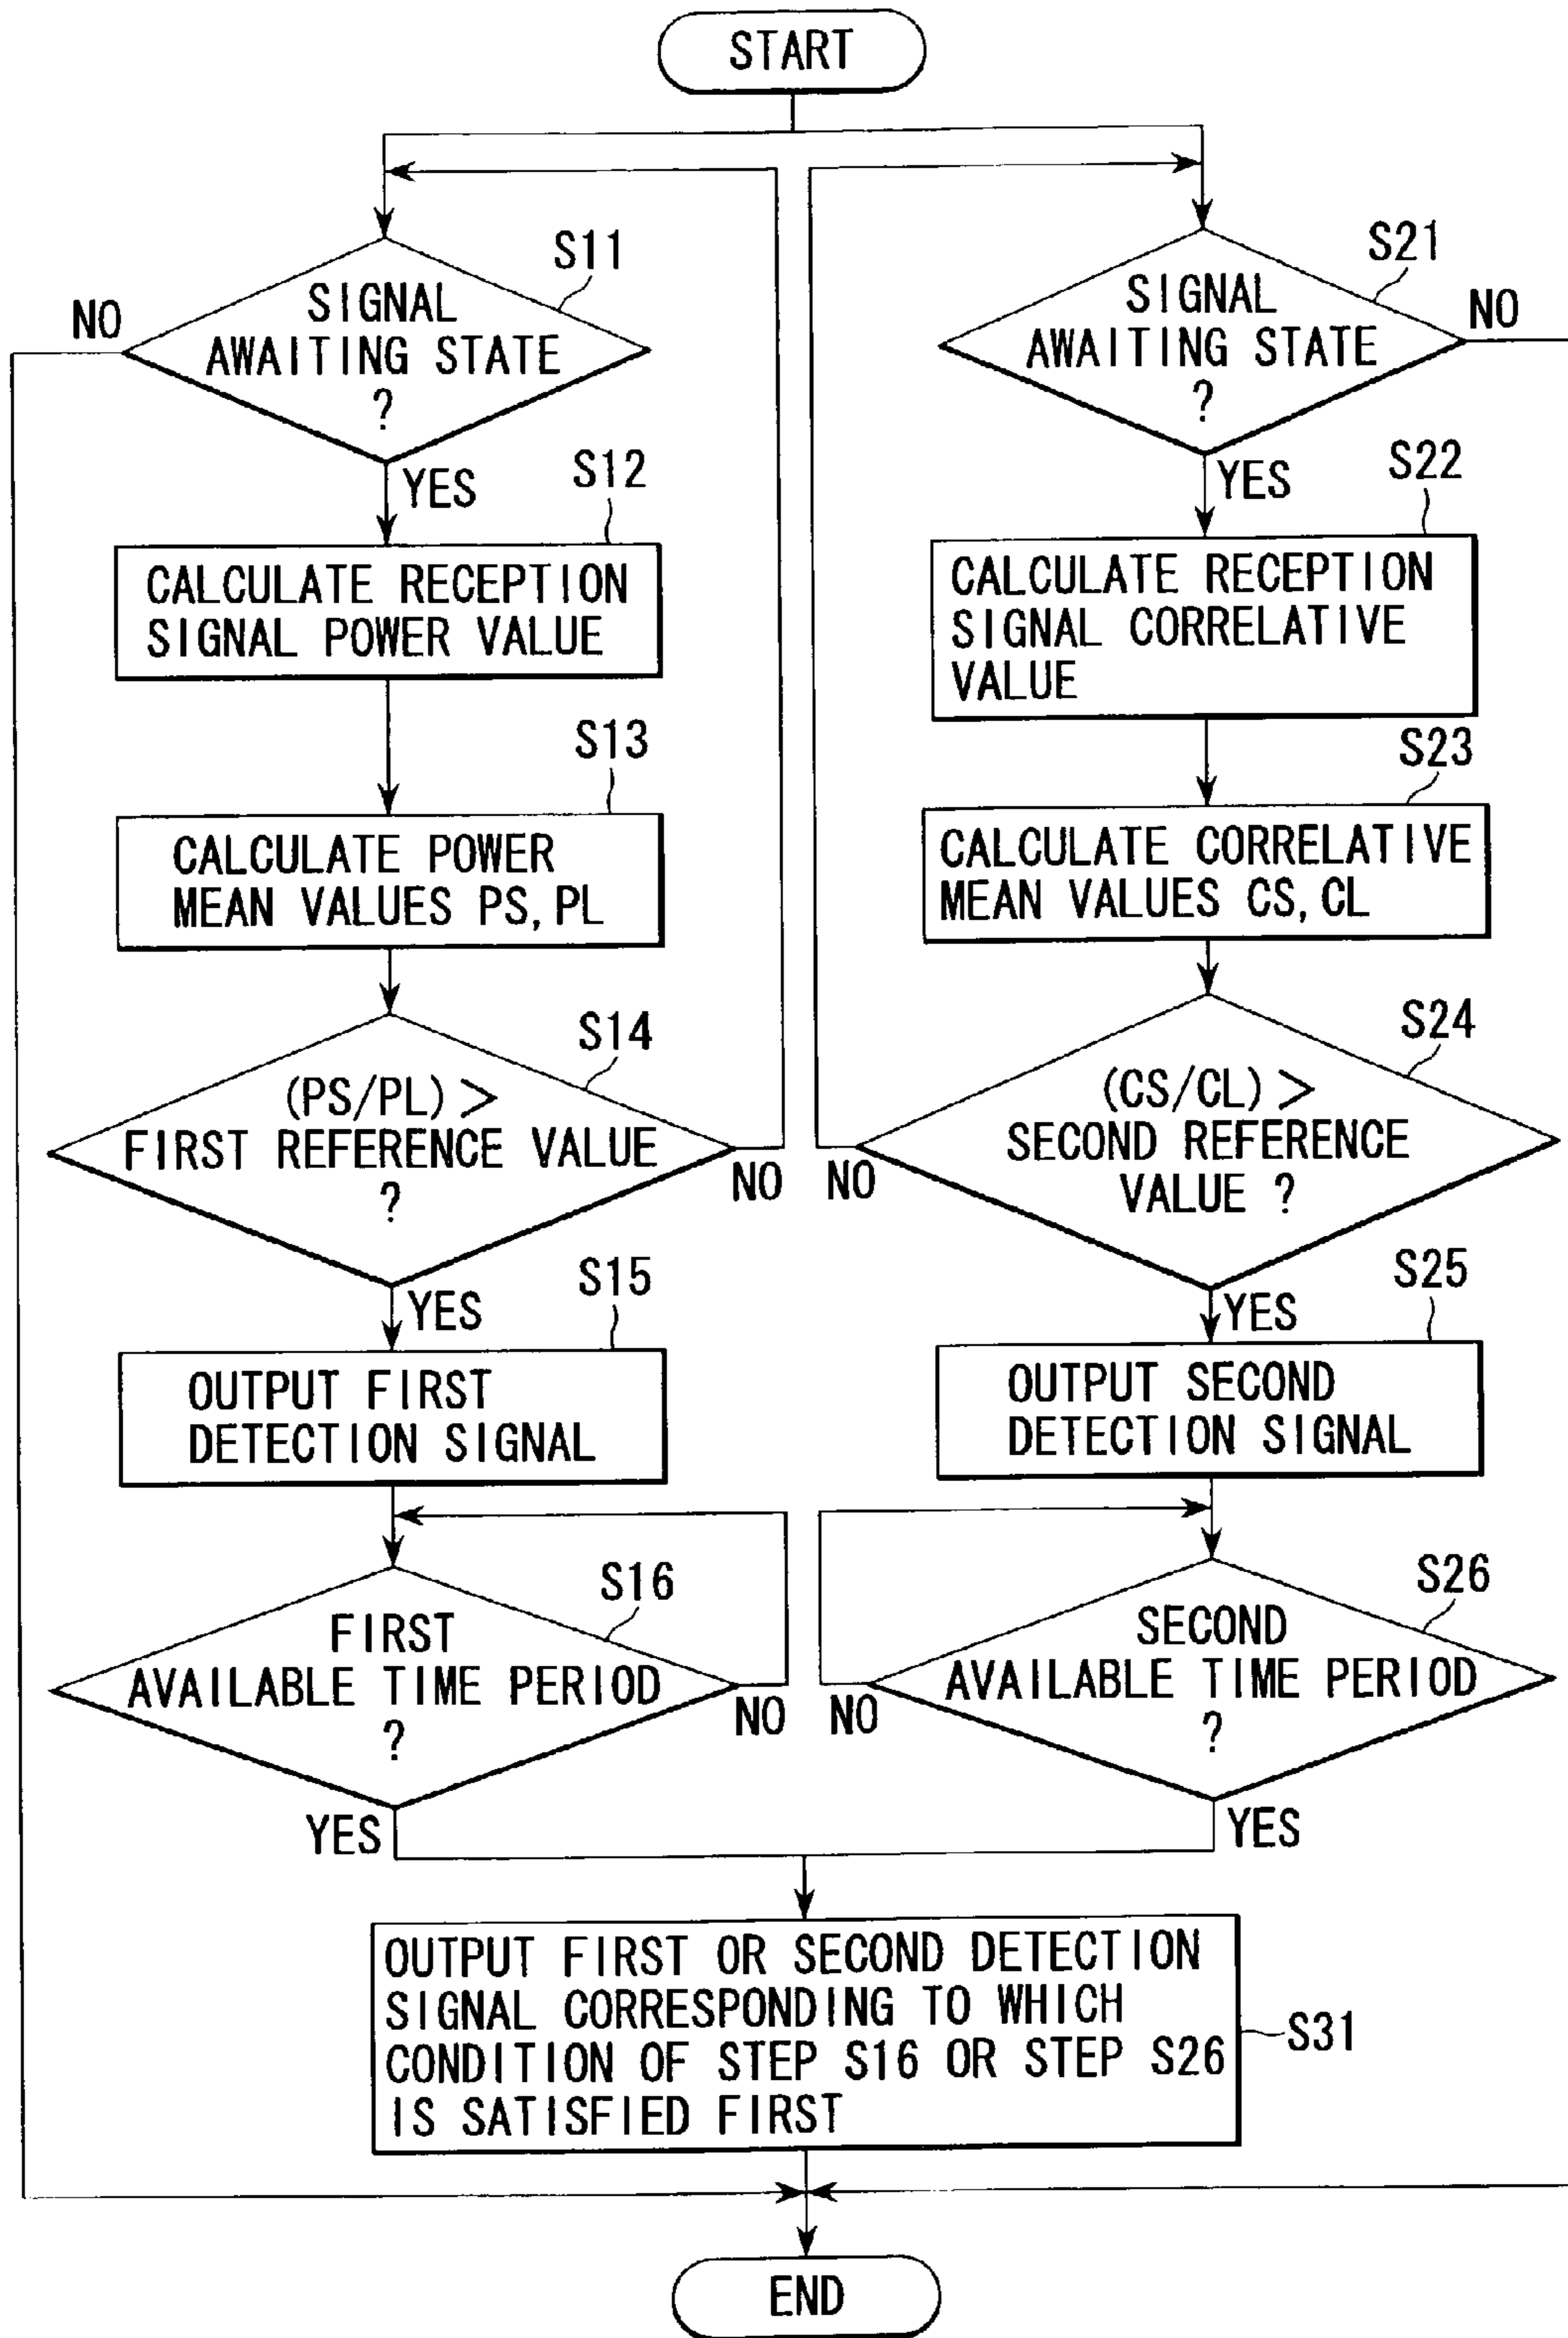 START
S11
NO
SIGNAL
AWAITING STATE
?
YES
S12
CALCULATE RECEPTION
SIGNAL POWER VALUE
S13
CALCULATE POWER
MEAN VALUES PS, PL
S14
(PS/PL) >
FIRST REFERENCE VALUE
?
NO
YES
S15
OUTPUT FIRST
DETECTION SIGNAL
S16
FIRST
AVAILABLE TIME PERIOD
?
NO
YES
S21
NO
SIGNAL
AWAITING STATE
?
YES
S22
CALCULATE RECEPTION
SIGNAL CORRELATIVE
VALUE
S23
CALCULATE CORRELATIVE
MEAN VALUES CS, CL
S24
(CS/CL) >
SECOND REFERENCE
VALUE ?
NO
YES
S25
OUTPUT SECOND
DETECTION SIGNAL
S26
SECOND
AVAILABLE TIME PERIOD
?
NO
YES
OUTPUT FIRST OR SECOND DETECTION
SIGNAL CORRESPONDING TO WHICH
CONDITION OF STEP S16 OR STEP S26
IS SATISFIED FIRST
S31
END